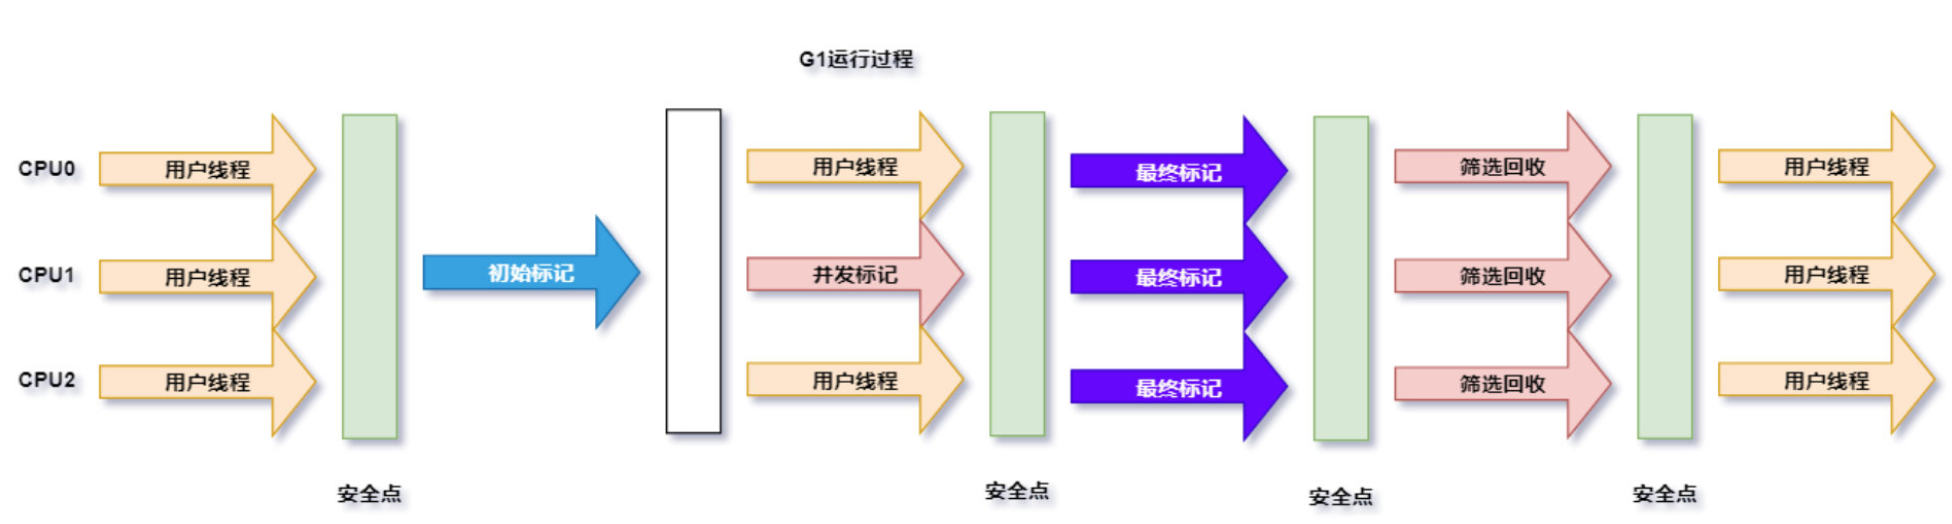 G1运行过程
CPU0 用户线程 用户线程 最终标记 筛选回收 用户线程
CPU1 用户线程 初始标记 并发标记 最终标记 筛选回收 用户线程
CPU2 用户线程 用户线程 最终标记 筛选回收 用户线程
安全点 安全点 安全点 安全点